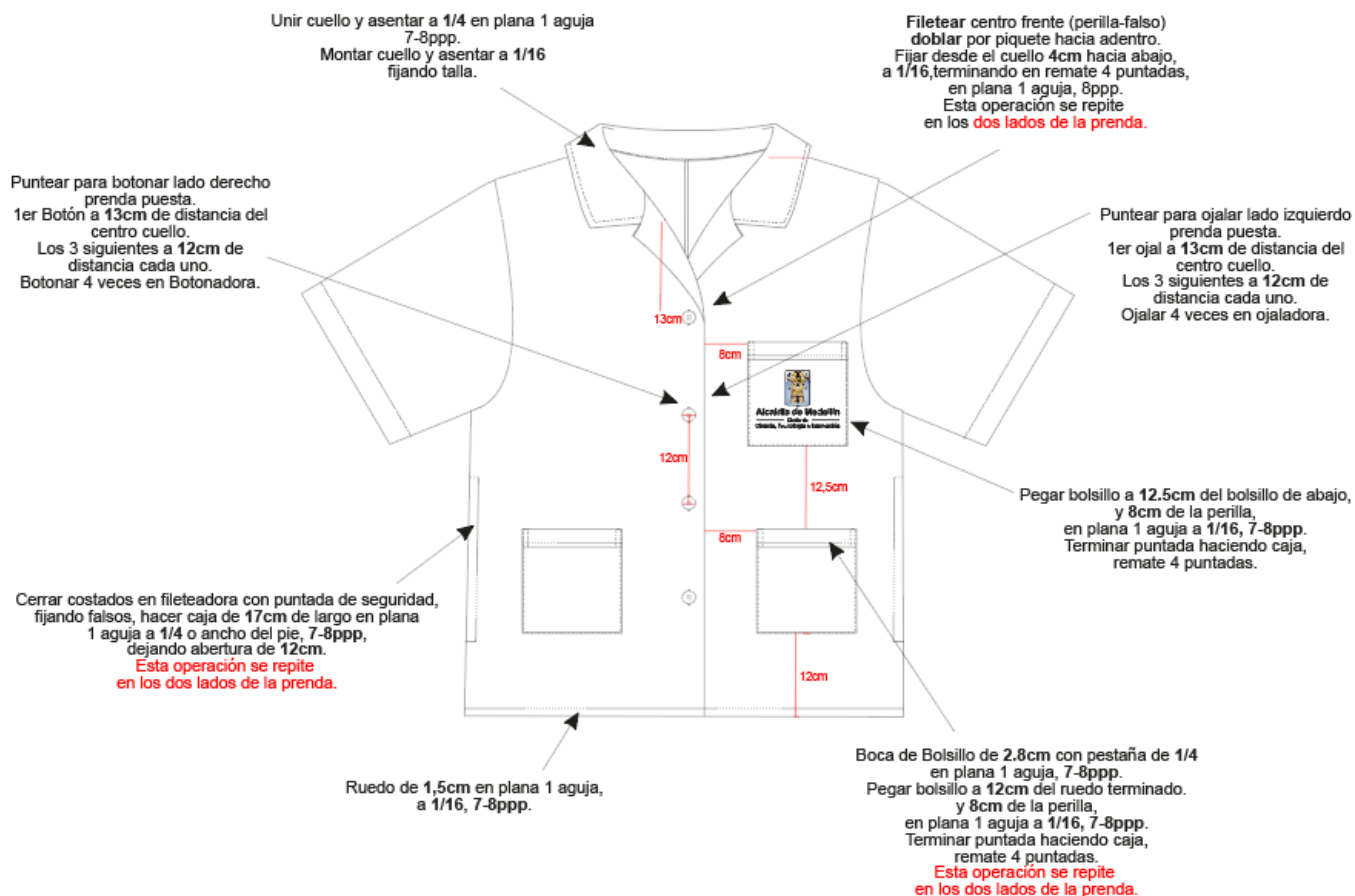 Unir cuello y asentar a 1/4 en plana 1 aguja
7-8ppp.
Montar cuello y asentar a 1/16
fijando talla.
Filetear centro frente (perilla-falso)
doblar por piquete hacia adentro.
Fijar desde el cuello 4cm hacia abajo,
a 1/16,terminando en remate 4 puntadas,
en plana 1 aguja, 8ppp.
Esta operación se repite
en los dos lados de la prenda.
Puntear para botonar lado derecho
prenda puesta.
1er Botón a 13cm de distancia del
centro cuello.
Los 3 siguientes a 12cm de
distancia cada uno.
Botonar 4 veces en Botonadora.
Puntear para ojalar lado izquierdo
prenda puesta.
1er ojal a 13cm de distancia del
centro cuello.
Los 3 siguientes a 12cm de
distancia cada uno.
Ojalar 4 veces en ojaladora.
13cm
8cm
Alcaldía de Medellín
12cm
12,5cm
8cm
12cm
Pegar bolsillo a 12.5cm del bolsillo de abajo,
y 8cm de la perilla,
en plana 1 aguja a 1/16, 7-8ppp.
Terminar puntada haciendo caja,
remate 4 puntadas.
Cerrar costados en fileteadora con puntada de seguridad,
fijando falsos, hacer caja de 17cm de largo en plana
1 aguja a 1/4 o ancho del pie, 7-8ppp,
dejando abertura de 12cm.
Esta operación se repite
en los dos lados de la prenda.
Ruedo de 1,5cm en plana 1 aguja,
a 1/16, 7-8ppp.
Boca de Bolsillo de 2.8cm con pestaña de 1/4
en plana 1 aguja, 7-8ppp.
Pegar bolsillo a 12cm del ruedo terminado.
y 8cm de la perilla,
en plana 1 aguja a 1/16, 7-8ppp.
Terminar puntada haciendo caja,
remate 4 puntadas.
Esta operación se repite
en los dos lados de la prenda.